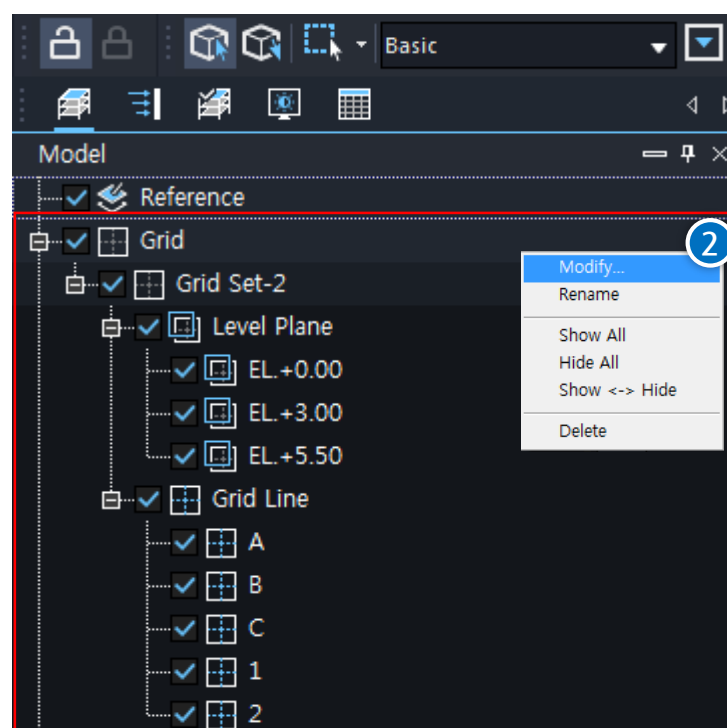 Basic
Model
Reference
Grid
2
Grid Set-2
Modify...
Rename
Level Plane
Show All
EL.+0.00
Hide All
Show <-> Hide
EL.+3.00
Delete
EL.+5.50
Grid Line
A
B
C
1
2